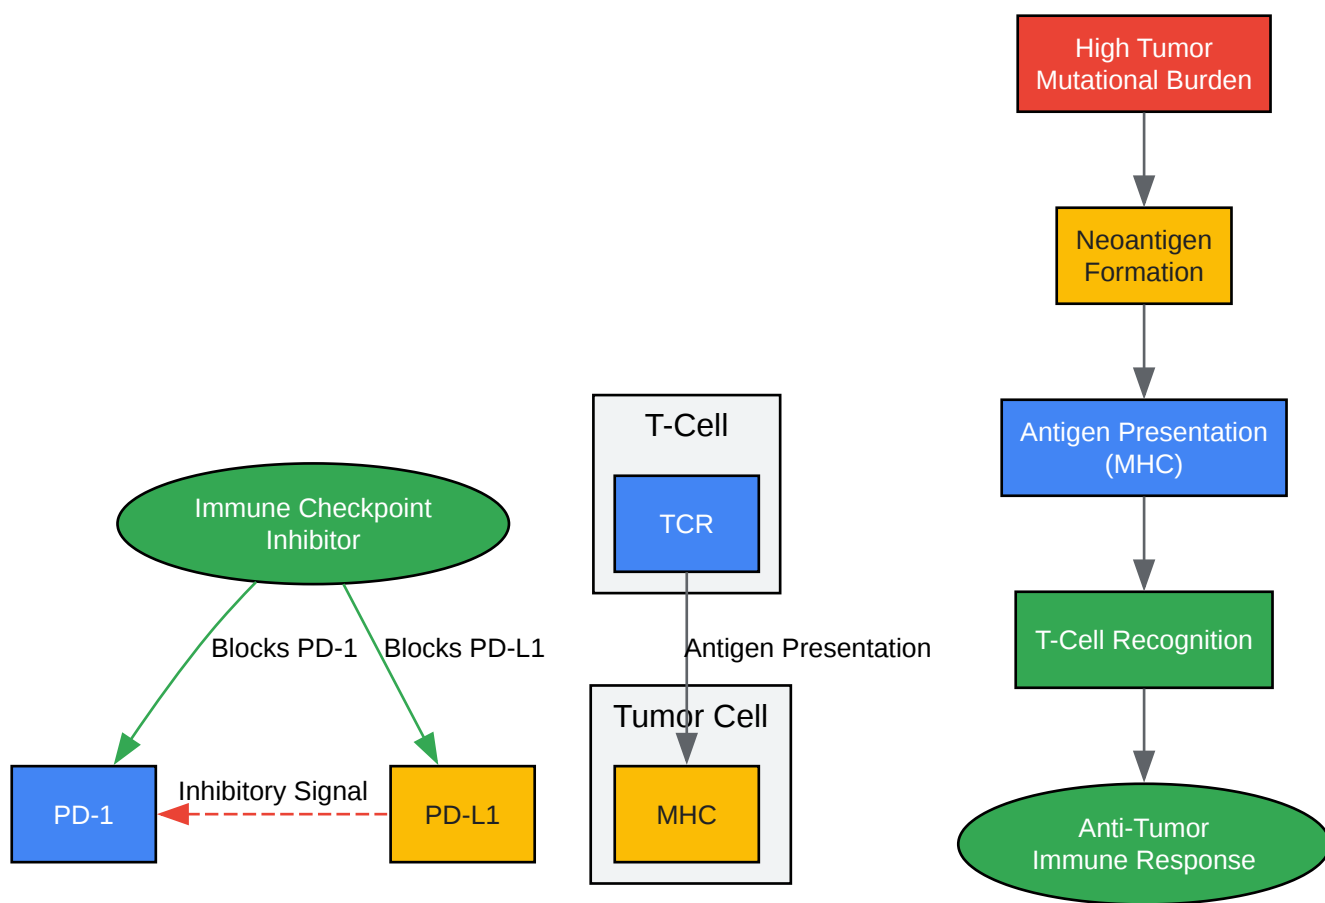 High Tumor
Mutational Burden
Neoantigen
Formation
Antigen Presentation
(MHC)
T-Cell Recognition
Anti-Tumor
Immune Response
T-Cell
TCR
Antigen Presentation
Tumor Cell
MHC
Immune Checkpoint
Inhibitor
Blocks PD-1
Blocks PD-L1
PD-1
Inhibitory Signal
PD-L1